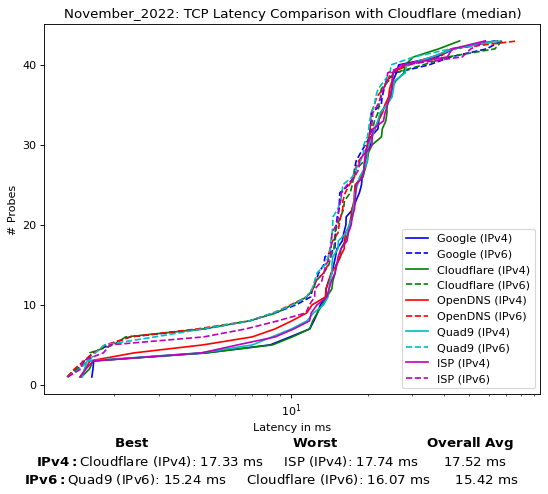 November_2022: TCP Latency Comparison with Cloudflare (median)
# Probes
40
30
20
10
0
Google (IPv4)
Google (IPv6)
Cloudflare (IPv4)
Cloudflare (IPv6)
OpenDNS (IPv4)
OpenDNS (IPv6)
Quad9 (IPv4)
Quad9 (IPv6)
ISP (IPv4)
ISP (IPv6)
10¹
Latency in ms
Best Worst Overall Avg
IPv4: Cloudflare (IPv4): 17.33 ms ISP (IPv4): 17.74 ms 17.52 ms
IPv6: Quad9 (IPv6): 15.24 ms Cloudflare (IPv6): 16.07 ms 15.42 ms